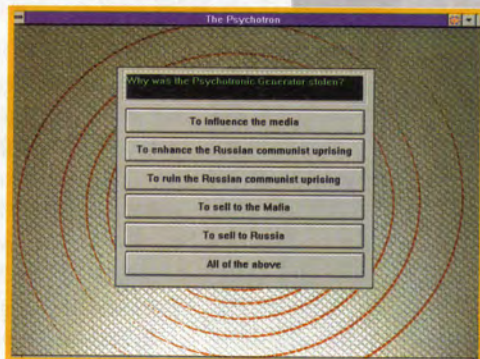 The Psychotron
Why was the Psychotronic Generator stolen?
To influence the media
To enhance the Russian communist uprising
To ruin the Russian communist uprising
To sell to the Mafia
To sell to Russia
All of the above